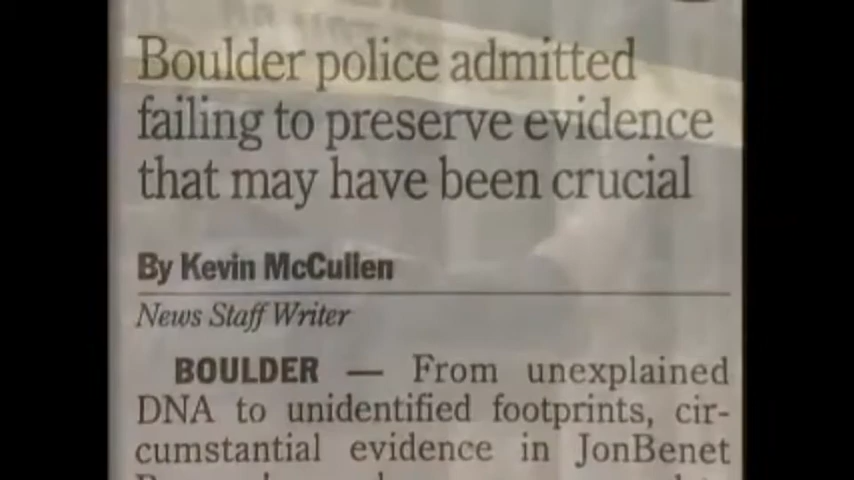 Boulder police admitted
failing to preserve evidence
that may have been crucial
By Kevin McCullen
News Staff Writer
BOULDER — From unexplained
DNA to unidentified footprints, cir-
cumstantial evidence in JonBenet